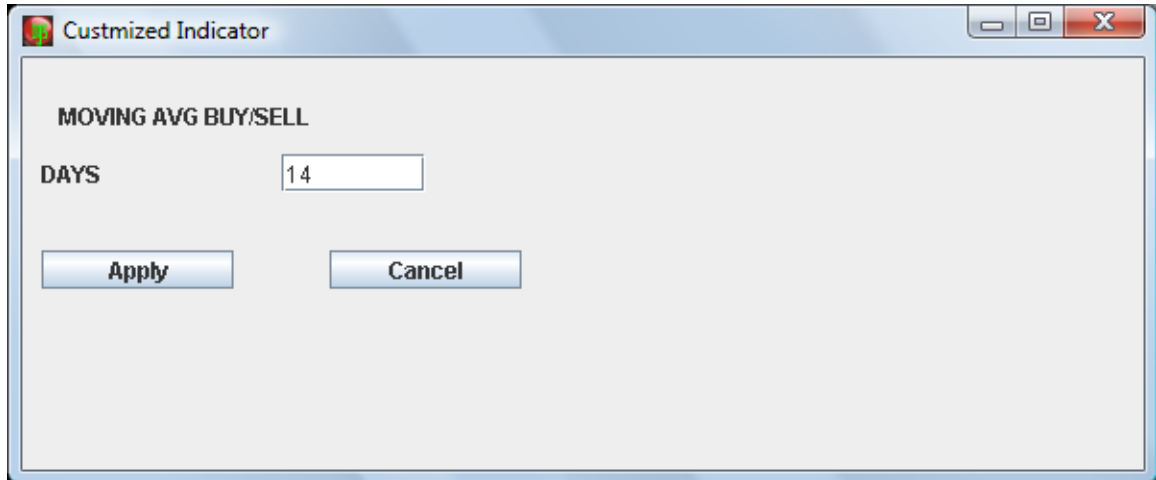 Custmized Indicator
MOVING AVG BUY/SELL
DAYS 14
Apply Cancel